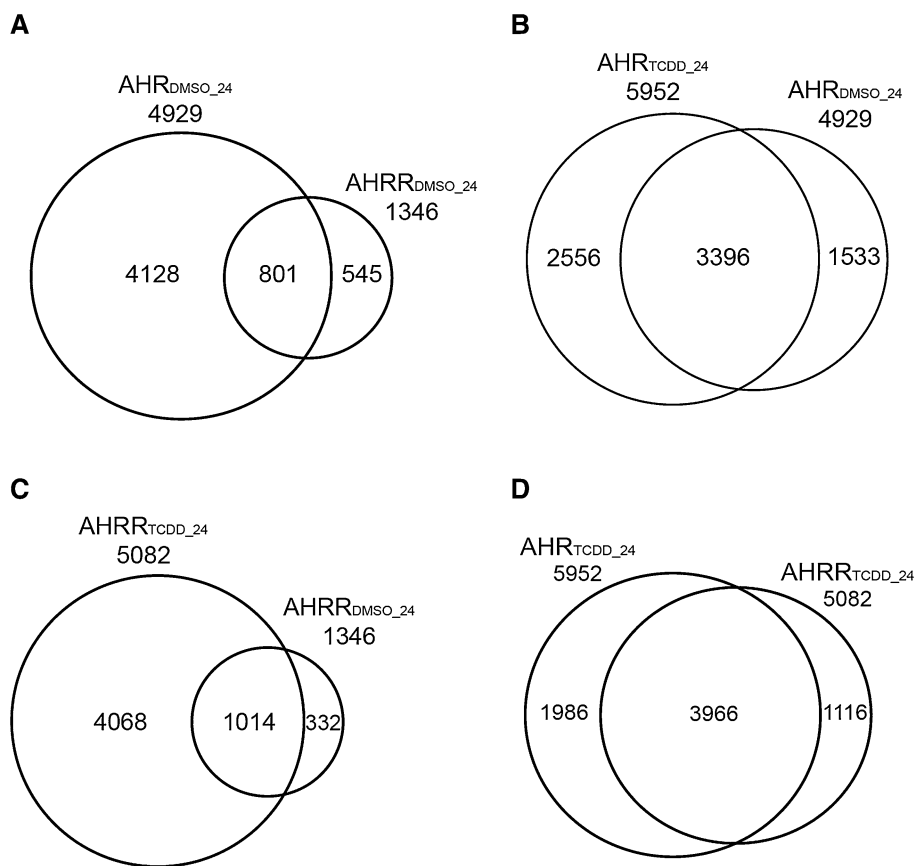 A
AHRDMSO_24
4929
AHRRDMSO_24
1346
4128 801 545
B
AHRTCDD_24
5952
AHRDMSO_24
4929
2556 3396 1533
C
AHRRTCDD_24
5082
AHRRDMSO_24
1346
4068 1014 332
D
AHRTCDD_24
5952
AHRRTCDD_24
5082
1986 3966 1116